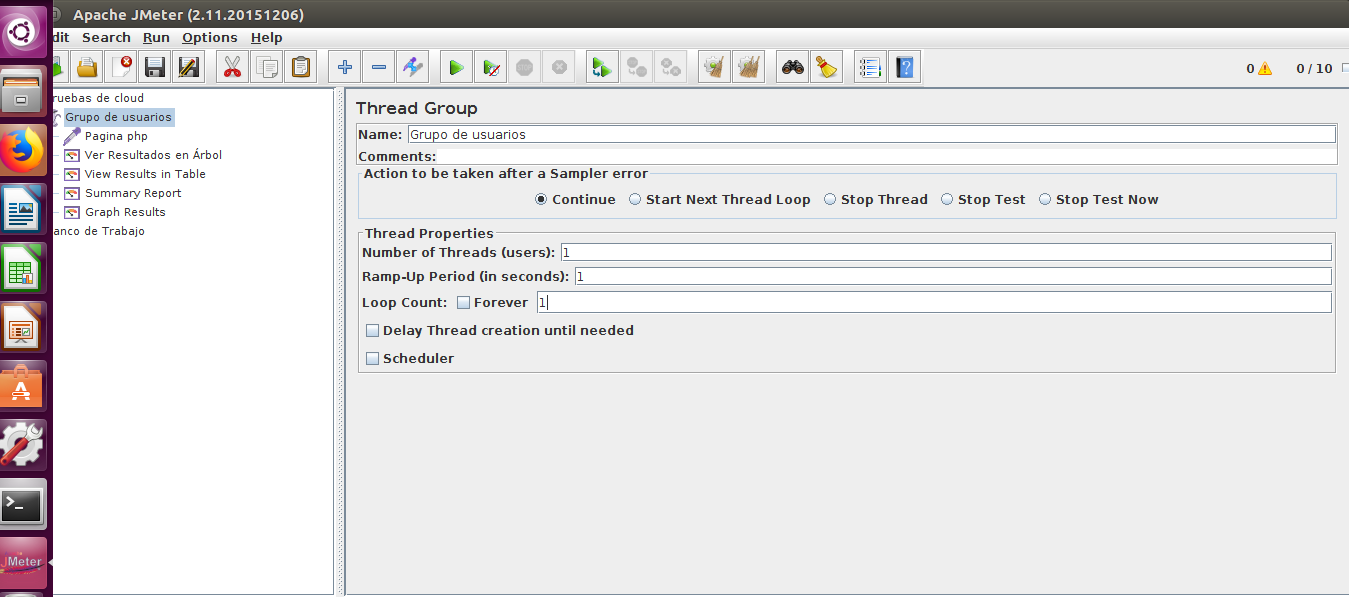 Apache JMeter (2.11.20151206)
dit Search Run Options Help
0 0 / 10
ruebas de cloud
Grupo de usuarios
Pagina php
Ver Resultados en Árbol
View Results in Table
Summary Report
Graph Results
anco de Trabajo
Thread Group
Name: Grupo de usuarios
Comments:
Action to be taken after a Sampler error
Continue Start Next Thread Loop Stop Thread Stop Test Stop Test Now
Thread Properties
Number of Threads (users): 1
Ramp-Up Period (in seconds): 1
Loop Count: Forever 1
Delay Thread creation until needed
Scheduler
JMeter